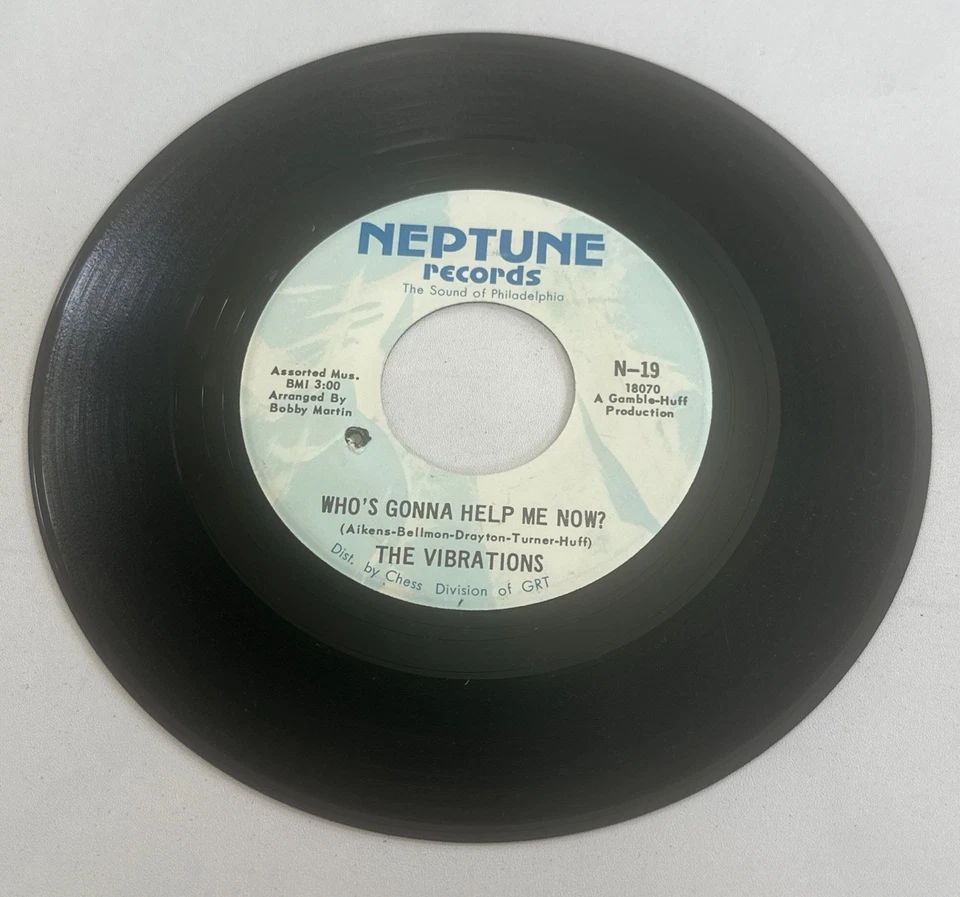 NEPTUNE
records
The Sound of Philadelphia
Assorted Mus.
BMI 3:00
Arranged By
Bobby Martin
N-19
18070
A Gamble-Huff
Production
WHO'S GONNA HELP ME NOW?
(Aikens-Bellmon-Drayton-Turner-Huff)
THE VIBRATIONS
Dist. by Chess Division of GRT